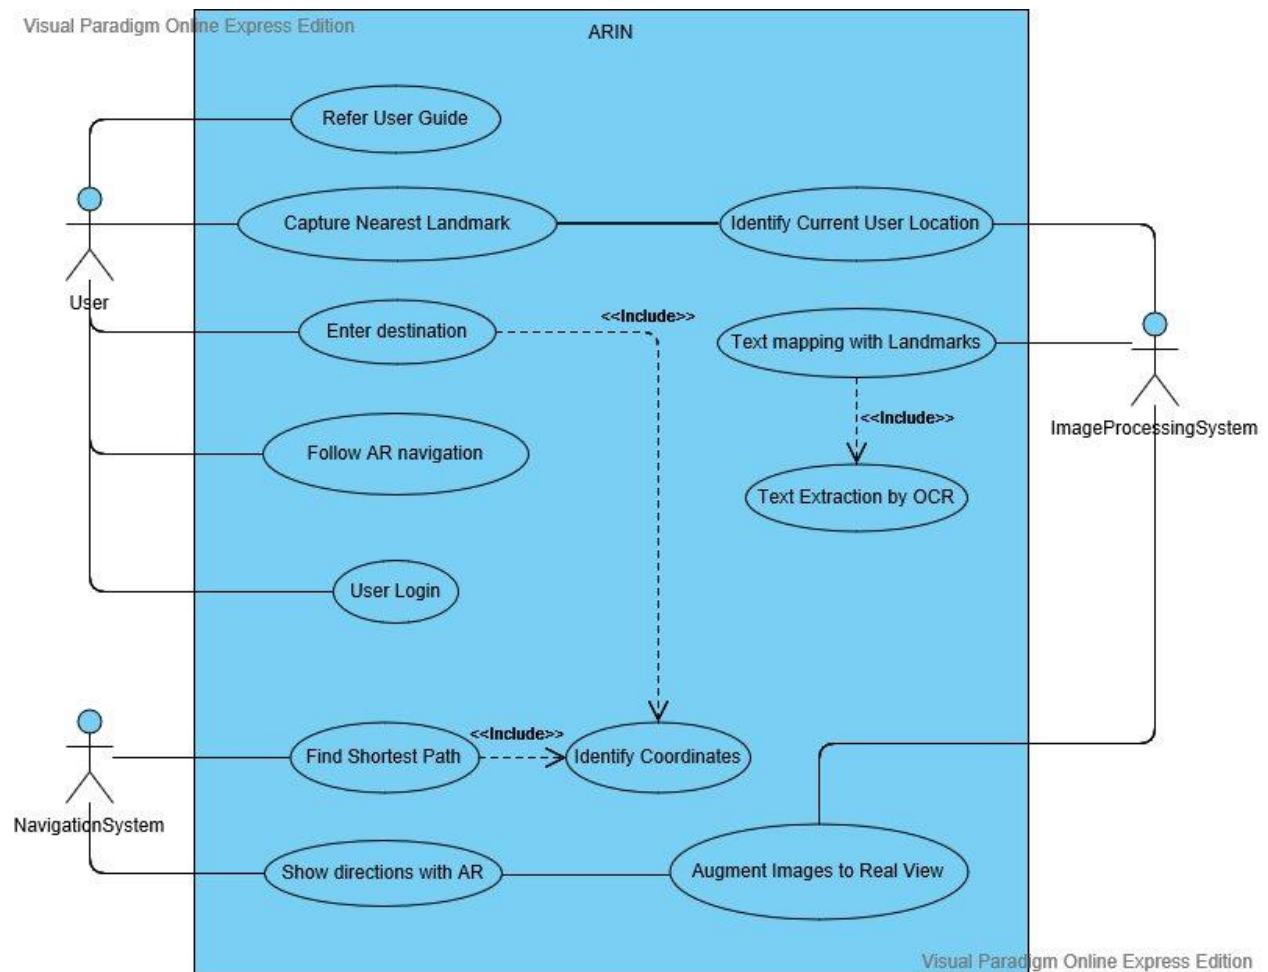 Visual Paradigm Online Express Edition
ARIN
Refer User Guide
Capture Nearest Landmark
Identify Current User Location
User
Enter destination
<<Include>>
Text mapping with Landmarks
<<Include>>
ImageProcessingSystem
Follow AR navigation
Text Extraction by OCR
User Login
<<Include>>
Find Shortest Path
Identify Coordinates
NavigationSystem
Show directions with AR
Augment Images to Real View
Visual Paradigm Online Express Edition